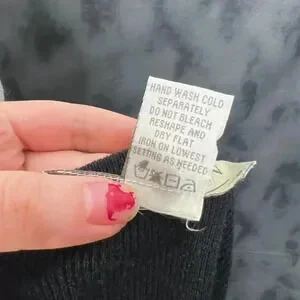 HAND WASH COLD
SEPARATELY
DO NOT BLEACH
RESHAPE AND
DRY FLAT
IRON ON LOWEST
SETTING AS NEEDED